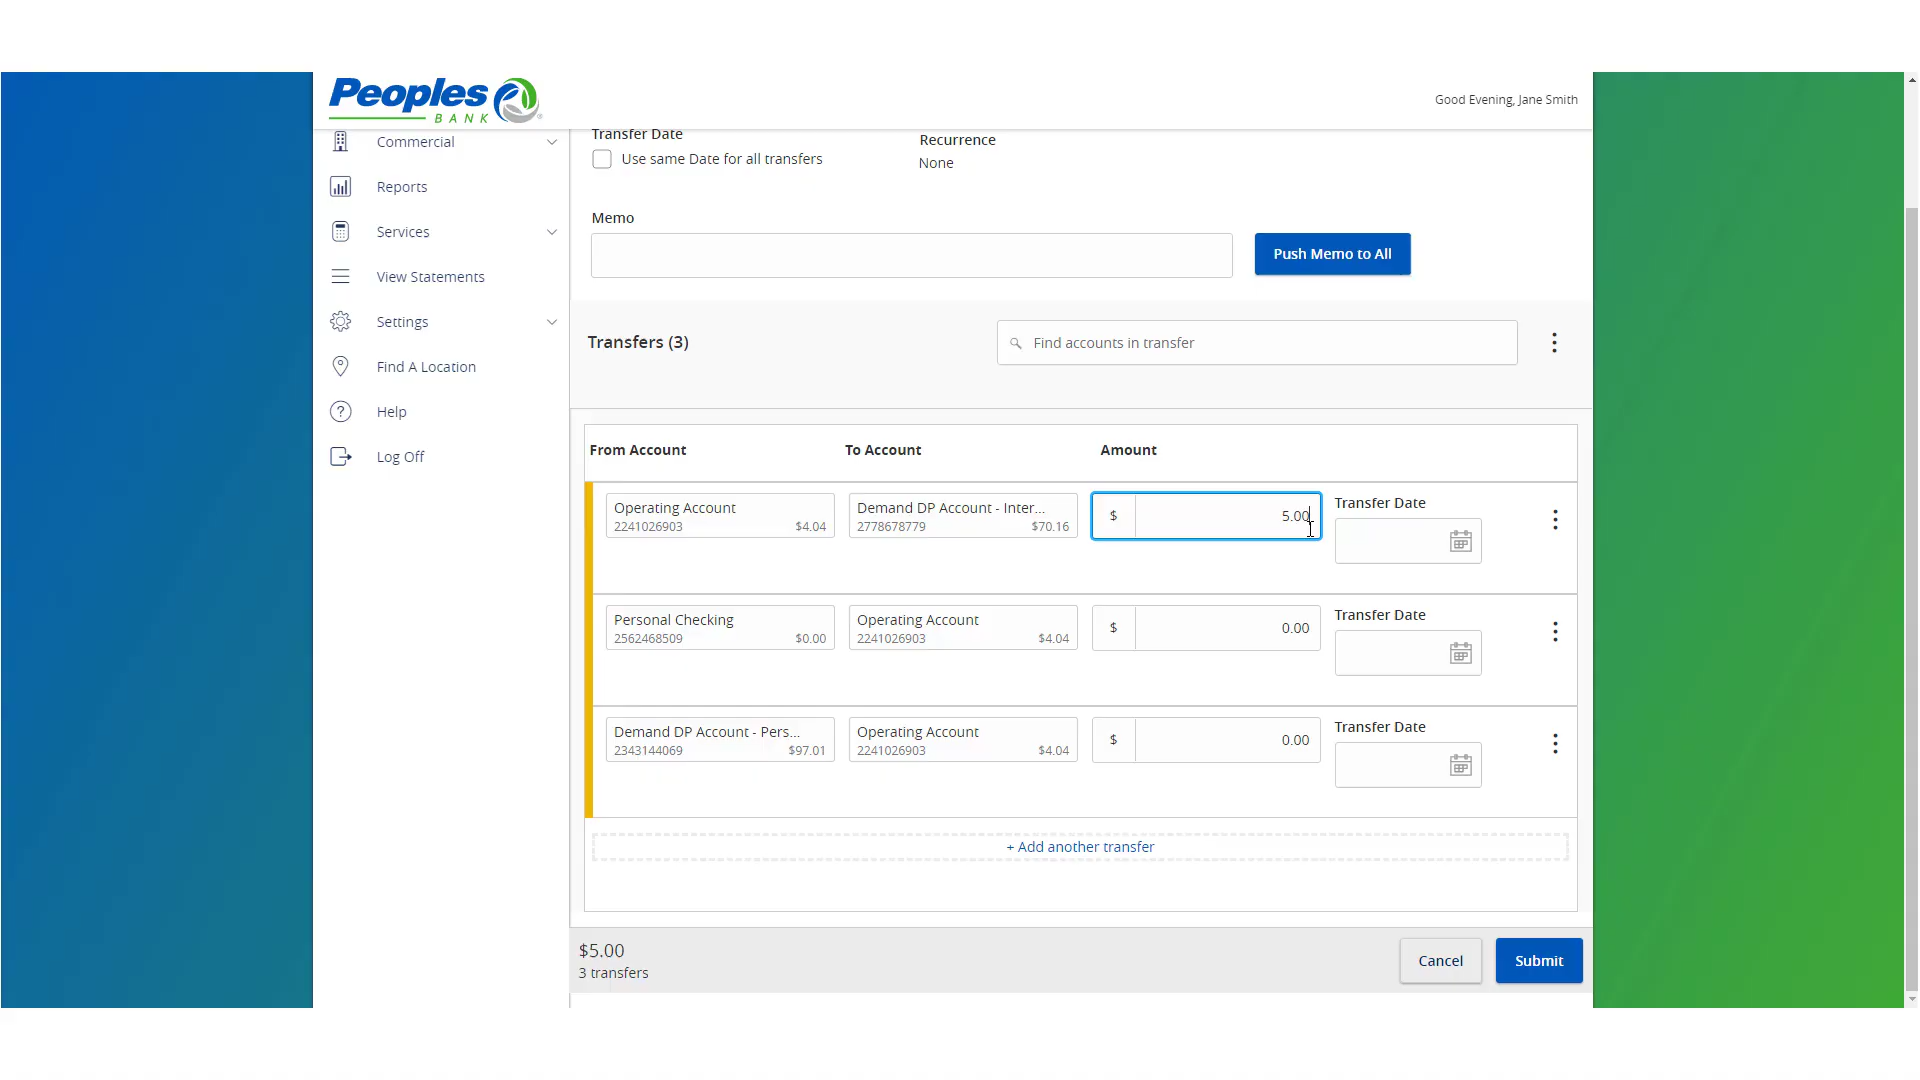 Peoples
BANK
Good Evening, Jane Smith
Commercial
Reports
Services
View Statements
Settings
Find A Location
Help
Log Off
Transfer Date
Use same Date for all transfers
Recurrence
None
Memo
Push Memo to All
Transfers (3)
Find accounts in transfer
From Account To Account Amount
Operating Account
2241026903 $4.04
Demand DP Account - Inter...
2778678779 $70.16
$ 5.00
Transfer Date
Personal Checking
2562468509 $0.00
Operating Account
2241026903 $4.04
$ 0.00
Transfer Date
Demand DP Account - Pers...
2343144069 $97.01
Operating Account
2241026903 $4.04
$ 0.00
Transfer Date
+ Add another transfer
$5.00
3 transfers
Cancel
Submit